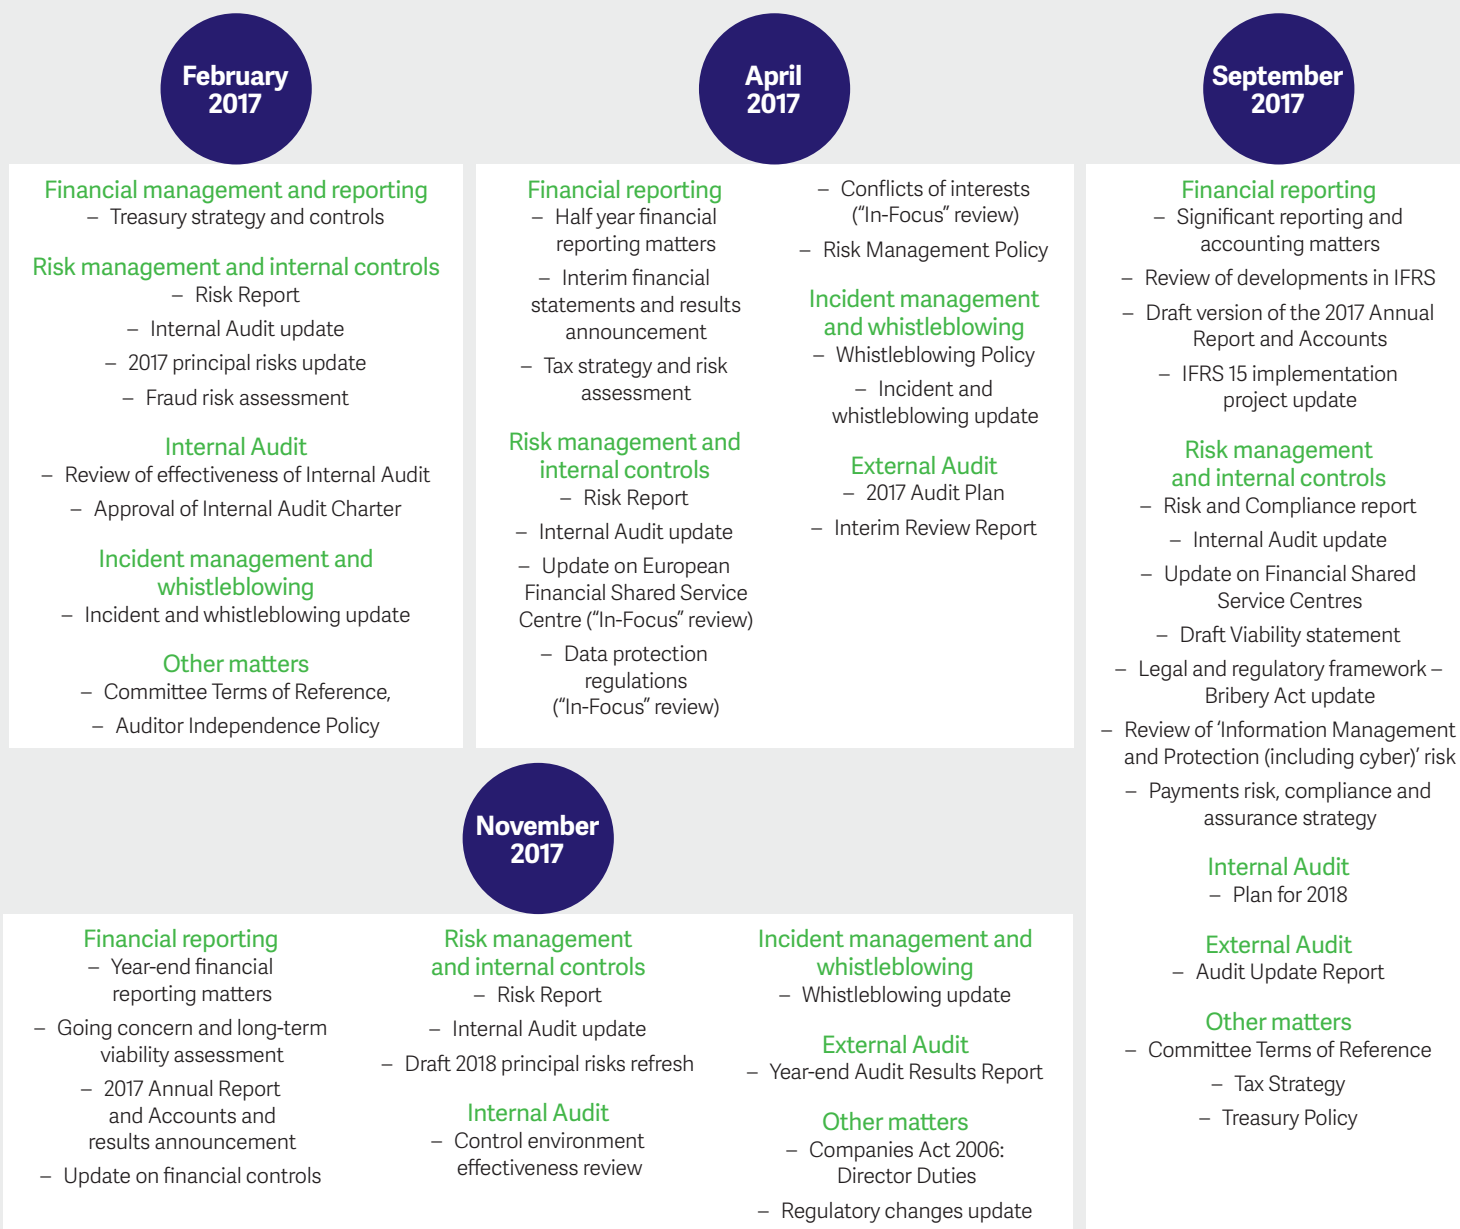 February
2017
Financial management and reporting
– Treasury strategy and controls
Risk management and internal controls
– Risk Report
– Internal Audit update
– 2017 principal risks update
– Fraud risk assessment
Internal Audit
– Review of effectiveness of Internal Audit
– Approval of Internal Audit Charter
Incident management and
whistleblowing
– Incident and whistleblowing update
Other matters
– Committee Terms of Reference,
– Auditor Independence Policy
April
2017
Financial reporting
– Half year financial
reporting matters
– Interim financial
statements and results
announcement
– Tax strategy and risk
assessment
Risk management and
internal controls
– Risk Report
– Internal Audit update
– Update on European
Financial Shared Service
Centre ("In-Focus" review)
– Data protection
regulations
("In-Focus" review)
– Conflicts of interests
("In-Focus" review)
– Risk Management Policy
Incident management
and whistleblowing
– Whistleblowing Policy
– Incident and
whistleblowing update
External Audit
– 2017 Audit Plan
– Interim Review Report
September
2017
Financial reporting
– Significant reporting and
accounting matters
– Review of developments in IFRS
– Draft version of the 2017 Annual
Report and Accounts
– IFRS 15 implementation
project update
Risk management
and internal controls
– Risk and Compliance report
– Internal Audit update
– Update on Financial Shared
Service Centres
– Draft Viability statement
– Legal and regulatory framework –
Bribery Act update
– Review of 'Information Management
and Protection (including cyber)' risk
– Payments risk, compliance and
assurance strategy
Internal Audit
– Plan for 2018
External Audit
– Audit Update Report
Other matters
– Committee Terms of Reference
– Tax Strategy
– Treasury Policy
November
2017
Financial reporting
– Year-end financial
reporting matters
– Going concern and long-term
viability assessment
– 2017 Annual Report
and Accounts and
results announcement
– Update on financial controls
Risk management
and internal controls
– Risk Report
– Internal Audit update
– Draft 2018 principal risks refresh
Internal Audit
– Control environment
effectiveness review
Incident management and
whistleblowing
– Whistleblowing update
External Audit
– Year-end Audit Results Report
Other matters
– Companies Act 2006:
Director Duties
– Regulatory changes update